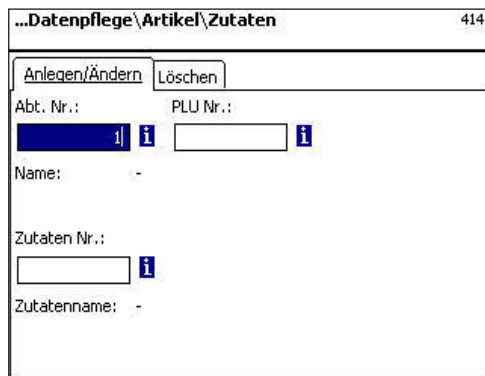 ...Datenpflege\Artikel\Zutaten 414
Anlegen/Ändern Löschen
Abt. Nr.: PLU Nr.:
1 i i
Name: -
Zutaten Nr.:
i
Zutatenname: -